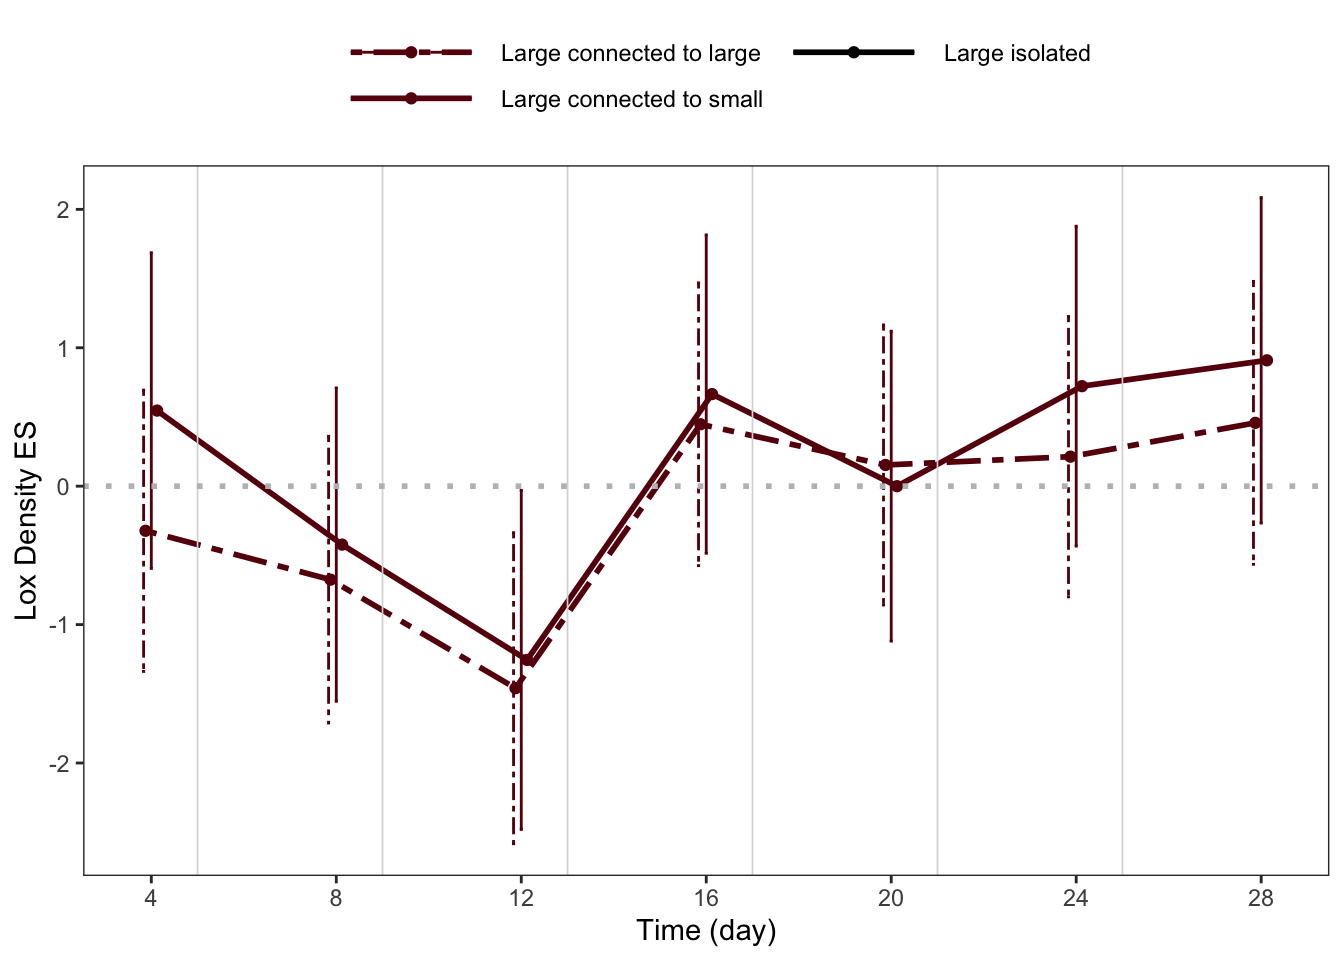 Large connected to large
Large isolated
Large connected to small
2
1
0
-1
-2
Lox Density ES
4 8 12 16 20 24 28
Time (day)